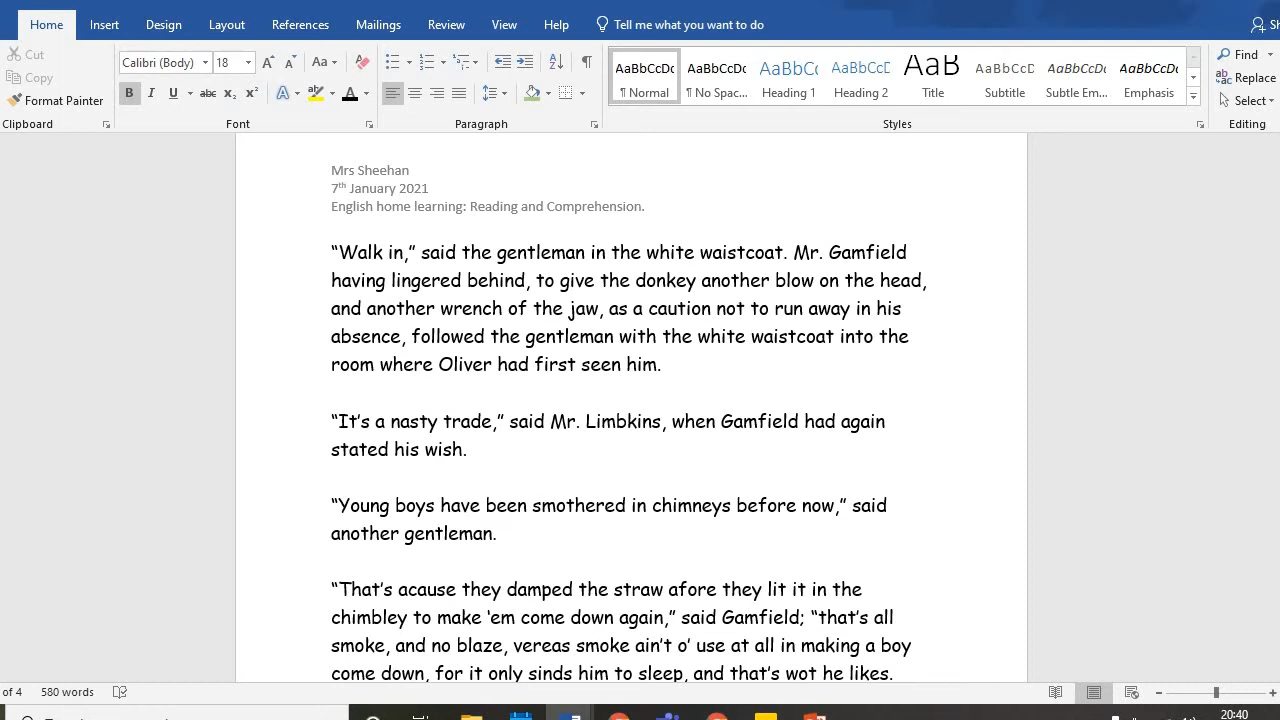 Home Insert Design Layout References Mailings Review View Help Tell me what you want to do
Cut
Copy
Format Painter
Clipboard
Calibri (Body) 18
Font
Paragraph
AaBbCcDc AaBbCcDc AaBbCc AaBbCcD AaB AaBbCcD AaBbCcDc AaBbCcDc
¶ Normal ¶ No Spac... Heading 1 Heading 2 Title Subtitle Subtle Em... Emphasis
Styles
Find
Replace
Select
Editing
Mrs Sheehan
7th January 2021
English home learning: Reading and Comprehension.
“Walk in,” said the gentleman in the white waistcoat. Mr. Gamfield
having lingered behind, to give the donkey another blow on the head,
and another wrench of the jaw, as a caution not to run away in his
absence, followed the gentleman with the white waistcoat into the
room where Oliver had first seen him.
“It’s a nasty trade,” said Mr. Limbkins, when Gamfield had again
stated his wish.
“Young boys have been smothered in chimneys before now,” said
another gentleman.
“That’s acause they damped the straw afore they lit it in the
chimbley to make ‘em come down again,” said Gamfield; “that’s all
smoke, and no blaze, vereas smoke ain’t o’ use at all in making a boy
come down, for it only sinds him to sleep, and that’s wot he likes.
of 4 580 words
20:40